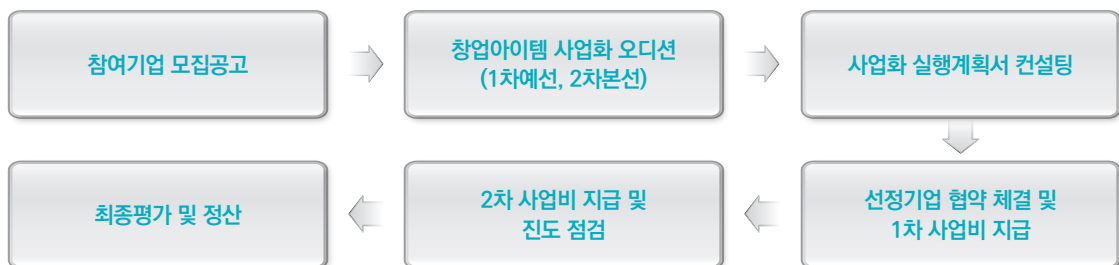 참여기업 모집공고
창업아이템 사업화 오디션
(1차예선, 2차본선)
사업화 실행계획서 컨설팅
선정기업 협약 체결 및
1차 사업비 지급
2차 사업비 지급 및
진도 점검
최종평가 및 정산